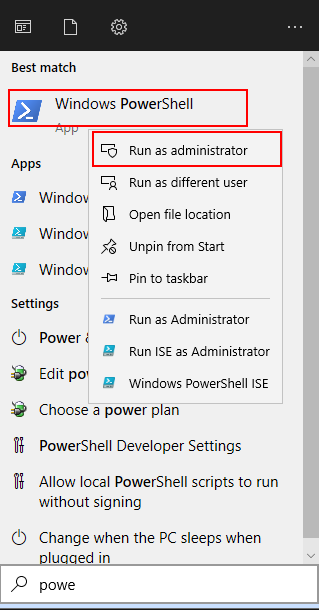 Best match
Windows PowerShell
App
Run as administrator
Run as different user
Open file location
Unpin from Start
Pin to taskbar
Run as Administrator
Run ISE as Administrator
Windows PowerShell ISE
Apps
Window
Window
Window
Settings
Power &
Edit pow
Choose a power plan
PowerShell Developer Settings
Allow local PowerShell scripts to run
without signing
Change when the PC sleeps when
plugged in
powe